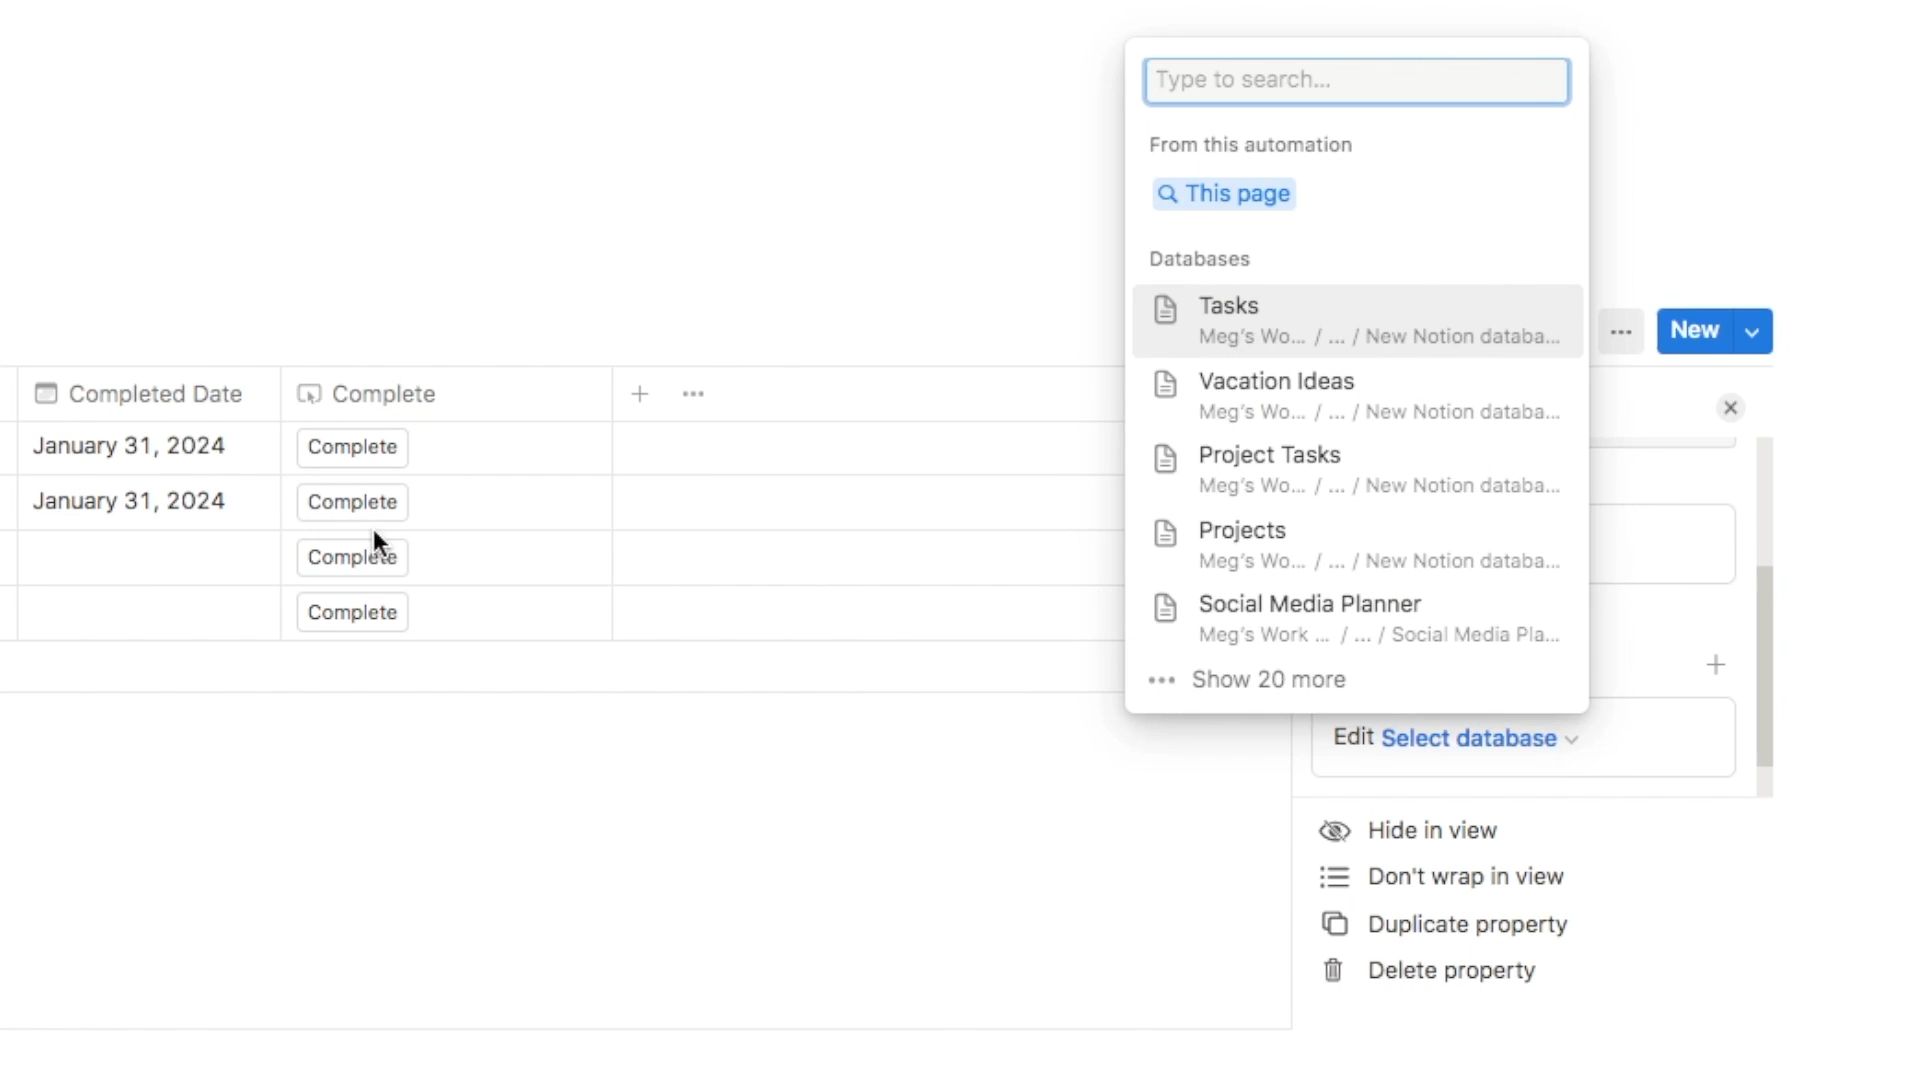 Type to search...
From this automation
This page
Databases
Tasks
Meg's Wo... / ... / New Notion databa...
Vacation Ideas
Meg's Wo... / ... / New Notion databa...
Project Tasks
Meg's Wo... / ... / New Notion databa...
Projects
Meg's Wo... / ... / New Notion databa...
Social Media Planner
Meg's Work ... / ... / Social Media Pla...
Show 20 more
New
Completed Date
Complete
January 31, 2024
Complete
January 31, 2024
Complete
Complete
Complete
Edit Select database
Hide in view
Don't wrap in view
Duplicate property
Delete property